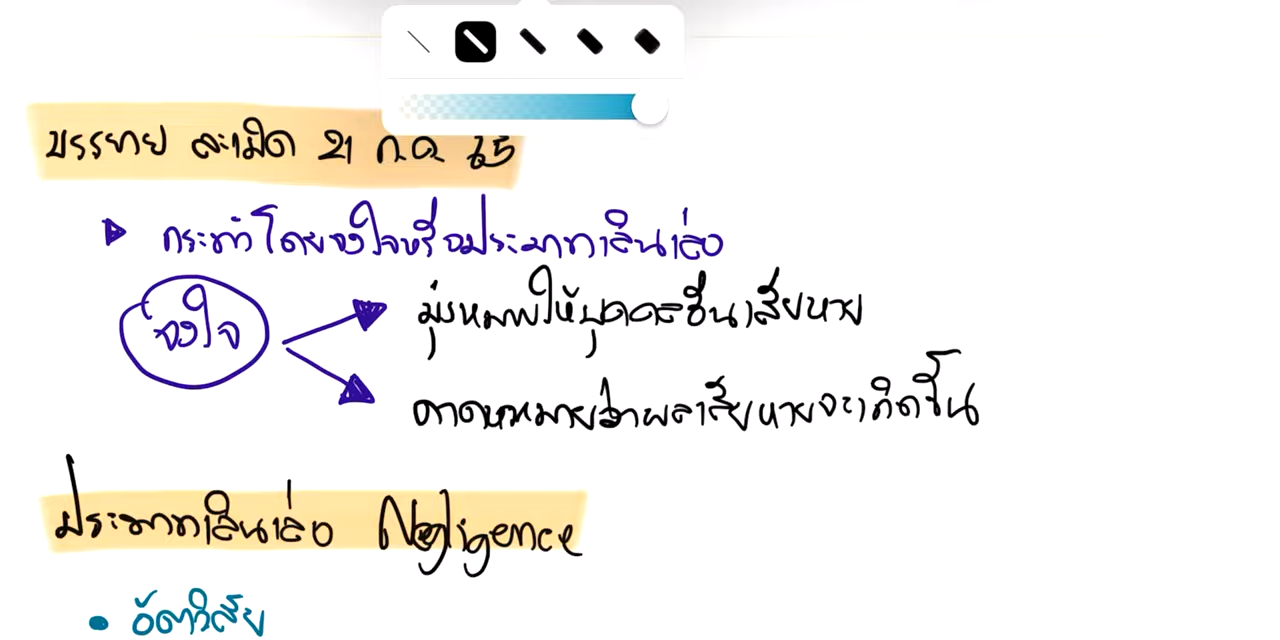 บรรยาย ละเมิด 21 ก.ค. 65
กระทำโดยจงใจหรือประมาทเลินเล่อ
จงใจ
มุ่งหมายให้บุคคลอื่นเสียหาย
คาดหมายว่าผลเสียหายจะเกิดขึ้น
ประมาทเลินเล่อ Negligence
อัตวิสัย